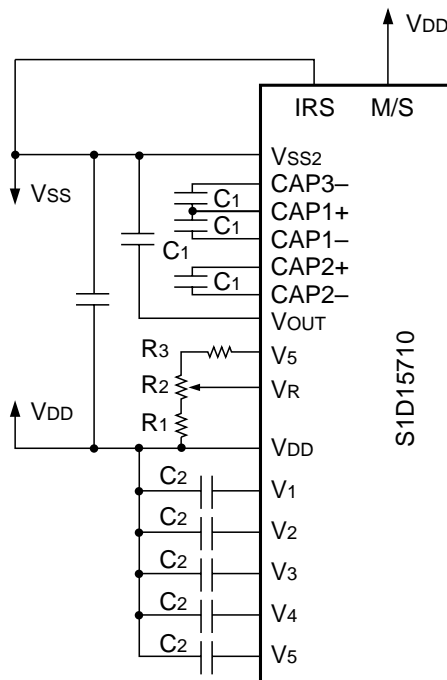 VDD
IRS M/S
VSS
VSS2
CAP3–
C1
CAP1+
C1
CAP1–
C1
CAP2+
C1
CAP2–
VOUT
R3
V5
R2
VR
R1
VDD
VDD
S1D15710
C2
V1
C2
V2
C2
V3
C2
V4
C2
V5